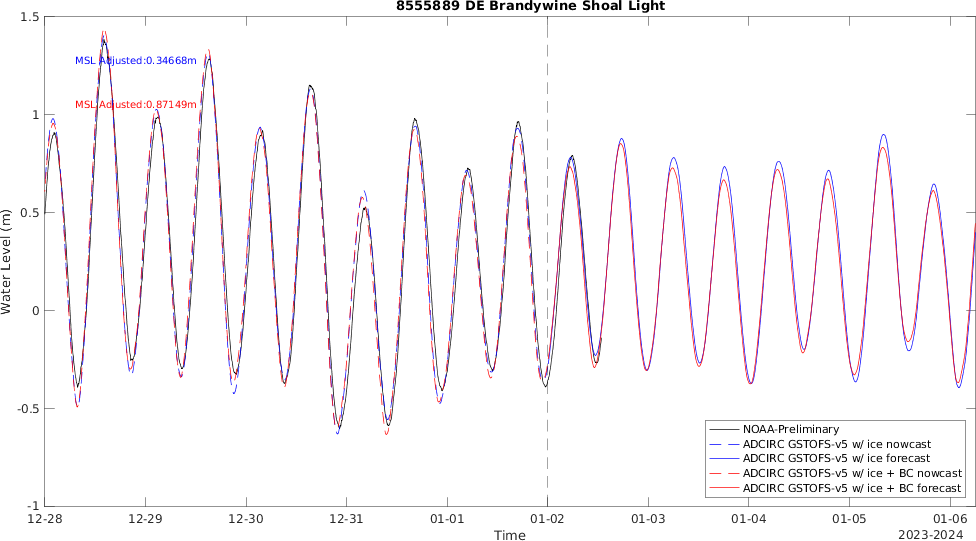 8555889 DE Brandywine Shoal Light
1.5
1
0.5
0
-0.5
-1
Water Level (m)
MSL Adjusted:0.34668m
MSL Adjusted:0.87149m
NOAA-Preliminary
ADCIRC GSTOFS-v5 w/ ice nowcast
ADCIRC GSTOFS-v5 w/ ice forecast
ADCIRC GSTOFS-v5 w/ ice + BC nowcast
ADCIRC GSTOFS-v5 w/ ice + BC forecast
12-28 12-29 12-30 12-31 01-01 01-02 01-03 01-04 01-05 01-06
Time
2023-2024